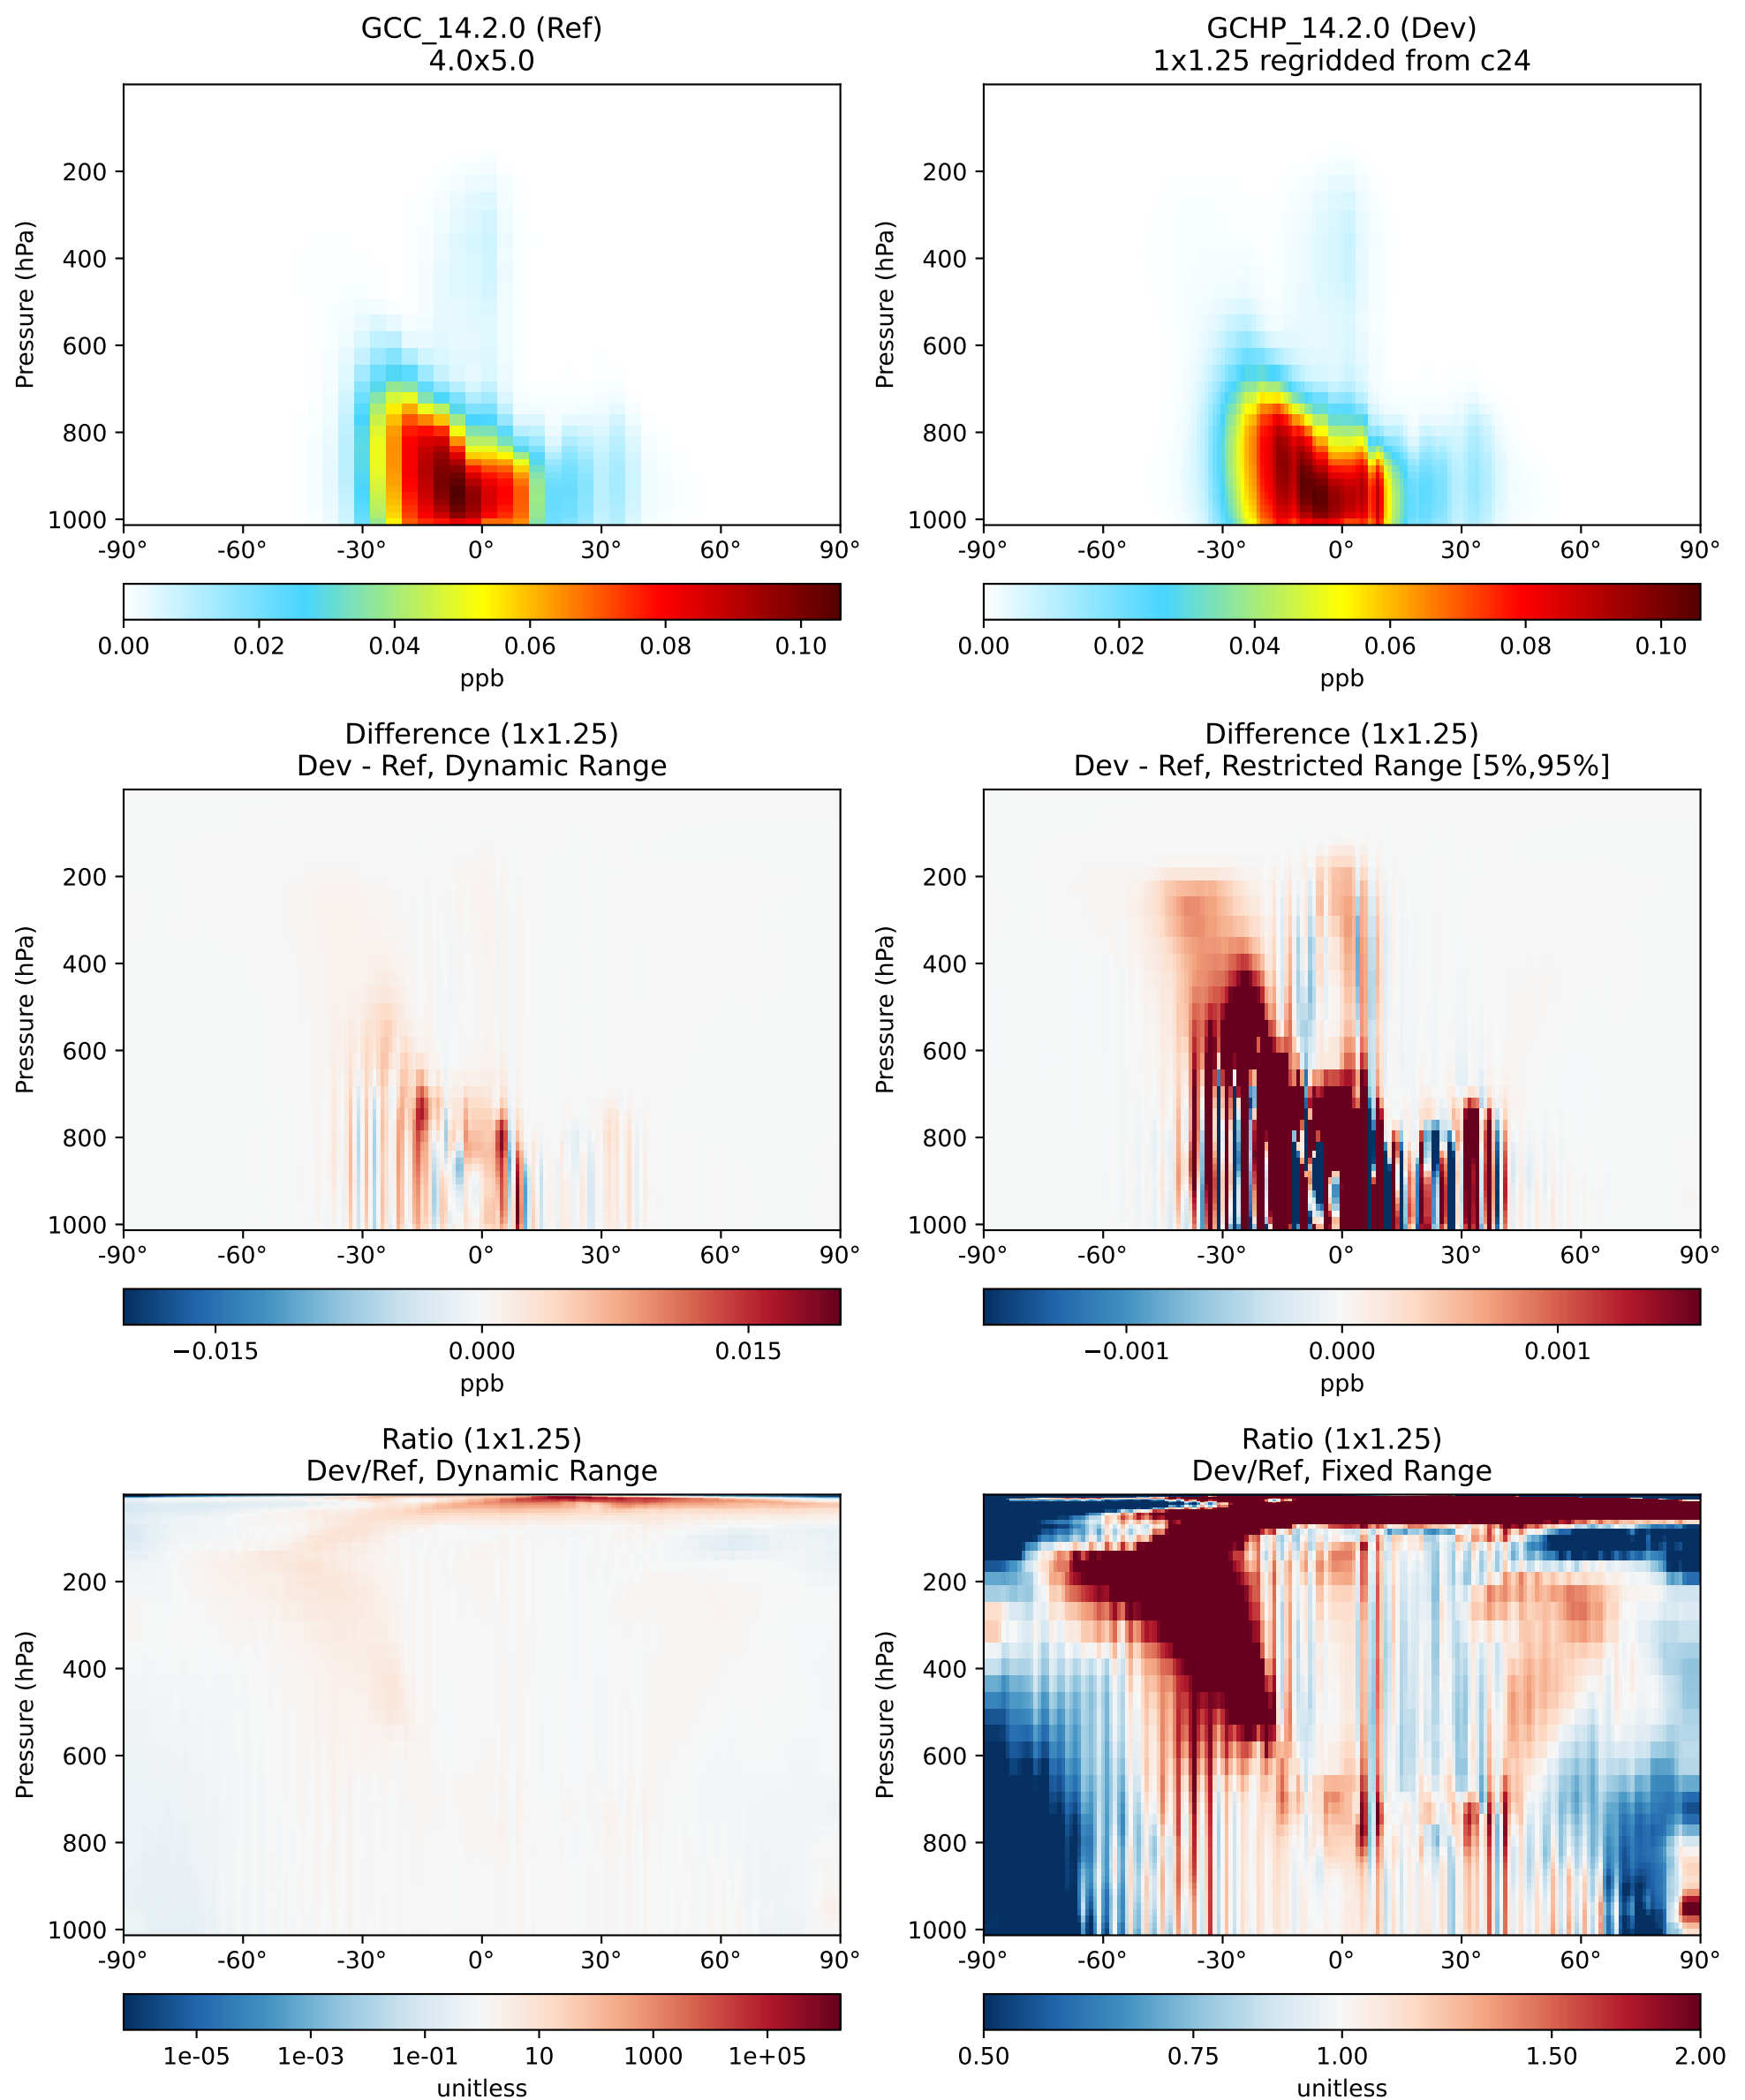 GCC_14.2.0 (Ref)
4.0x5.0
Pressure (hPa)
200
400
600
800
1000
-90° -60° -30° 0° 30° 60° 90°
0.00 0.02 0.04 0.06 0.08 0.10
ppb
GCHP_14.2.0 (Dev)
1x1.25 regridded from c24
Pressure (hPa)
200
400
600
800
1000
-90° -60° -30° 0° 30° 60° 90°
0.00 0.02 0.04 0.06 0.08 0.10
ppb
Difference (1x1.25)
Dev - Ref, Dynamic Range
Pressure (hPa)
200
400
600
800
1000
-90° -60° -30° 0° 30° 60° 90°
−0.015 0.000 0.015
ppb
Difference (1x1.25)
Dev - Ref, Restricted Range [5%,95%]
Pressure (hPa)
200
400
600
800
1000
-90° -60° -30° 0° 30° 60° 90°
−0.001 0.000 0.001
ppb
Ratio (1x1.25)
Dev/Ref, Dynamic Range
Pressure (hPa)
200
400
600
800
1000
-90° -60° -30° 0° 30° 60° 90°
1e-05 1e-03 1e-01 10 1000 1e+05
unitless
Ratio (1x1.25)
Dev/Ref, Fixed Range
Pressure (hPa)
200
400
600
800
1000
-90° -60° -30° 0° 30° 60° 90°
0.50 0.75 1.00 1.50 2.00
unitless